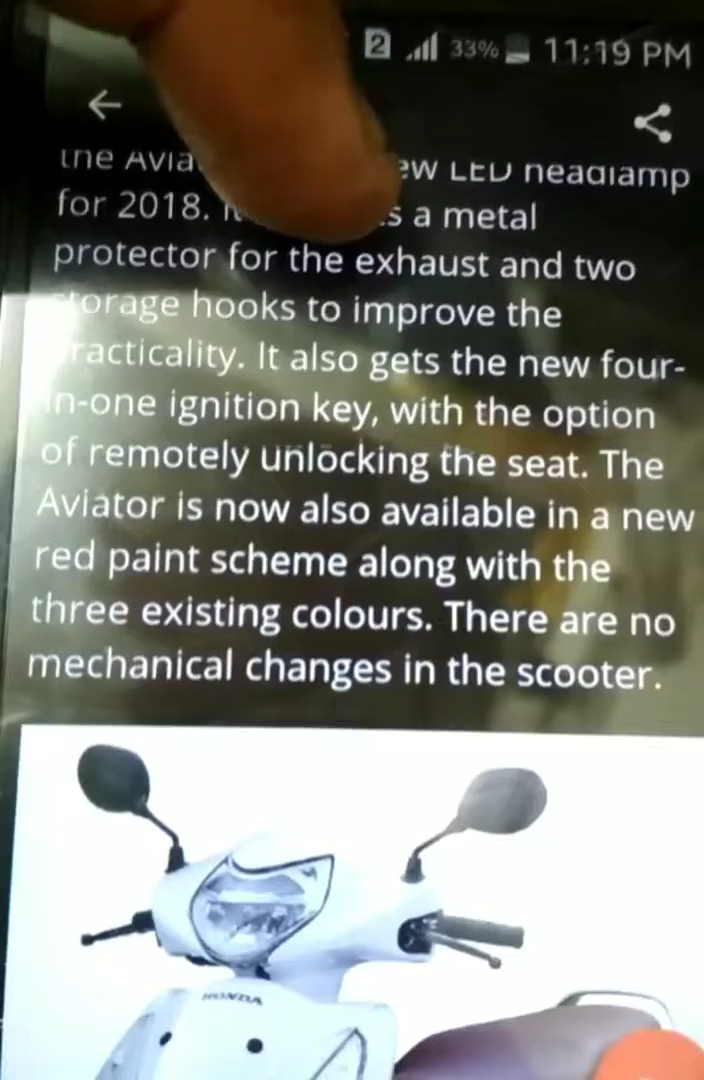 2 33% 11:19 PM
the Avia ew LED headlamp
for 2018. s a metal
protector for the exhaust and two
torage hooks to improve the
racticality. It also gets the new four-
in-one ignition key, with the option
of remotely unlocking the seat. The
Aviator is now also available in a new
red paint scheme along with the
three existing colours. There are no
mechanical changes in the scooter.
HONDA